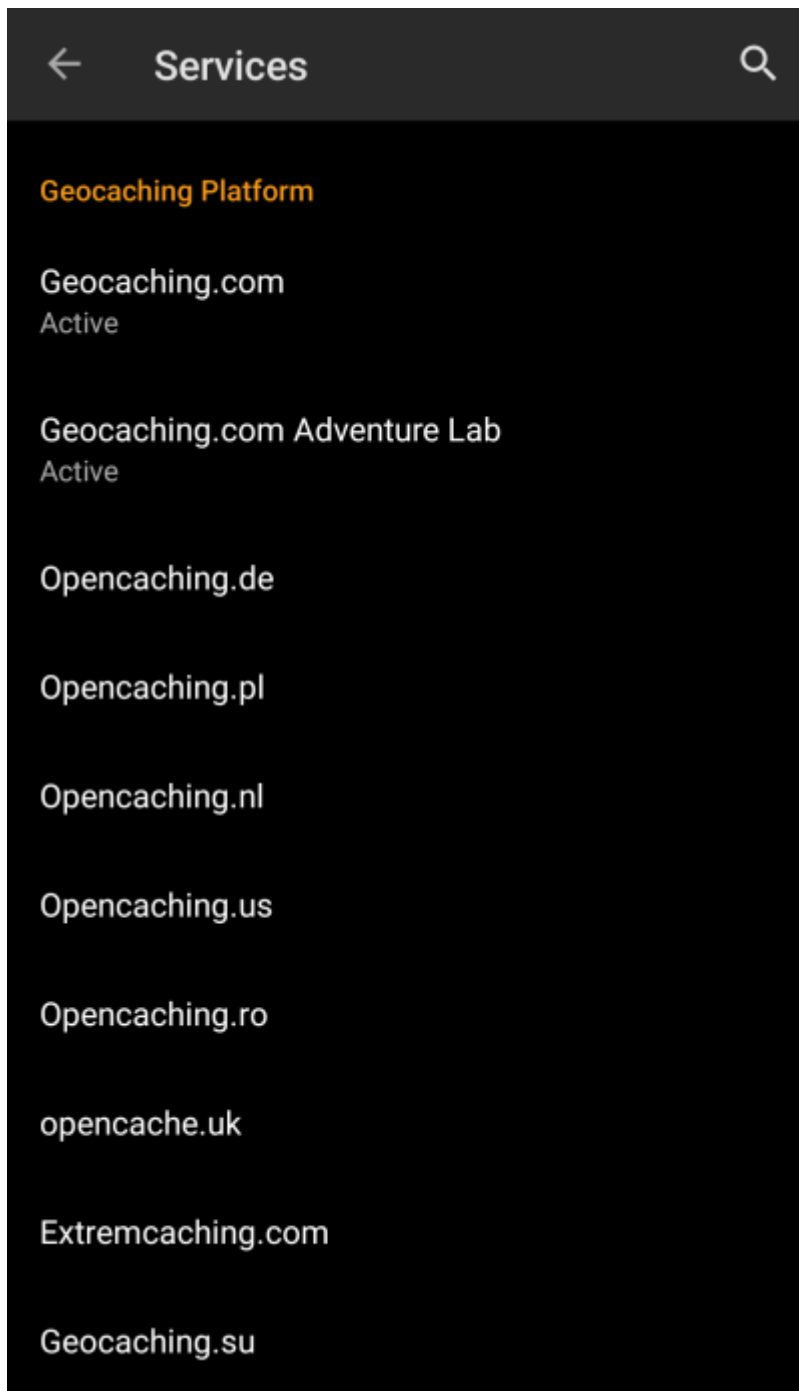 Services
Geocaching Platform
Geocaching.com
Active
Geocaching.com Adventure Lab
Active
Opencaching.de
Opencaching.pl
Opencaching.nl
Opencaching.us
Opencaching.ro
opencache.uk
Extremcaching.com
Geocaching.su